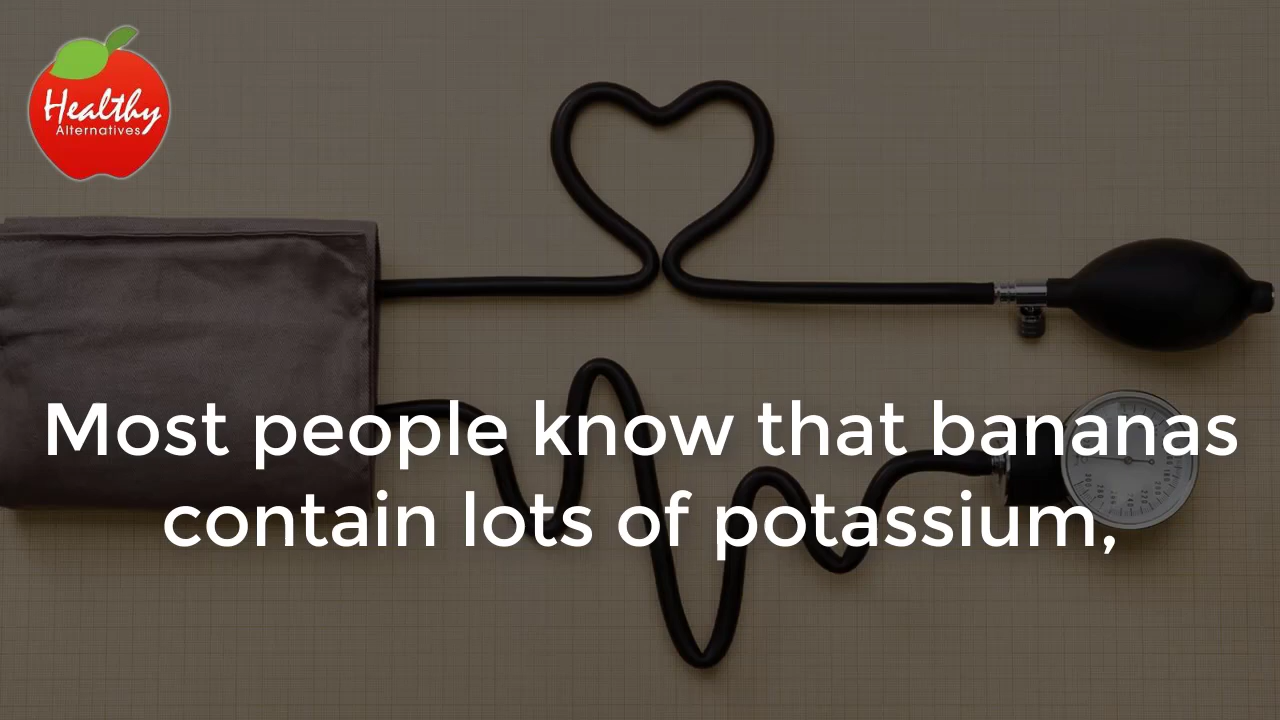 Healthy
Alternatives
Most people know that bananas
contain lots of potassium,